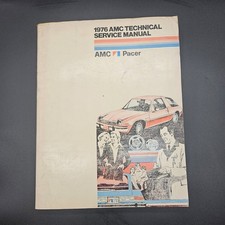 1976 AMC TECHNICAL
SERVICE MANUAL
AMC Pacer